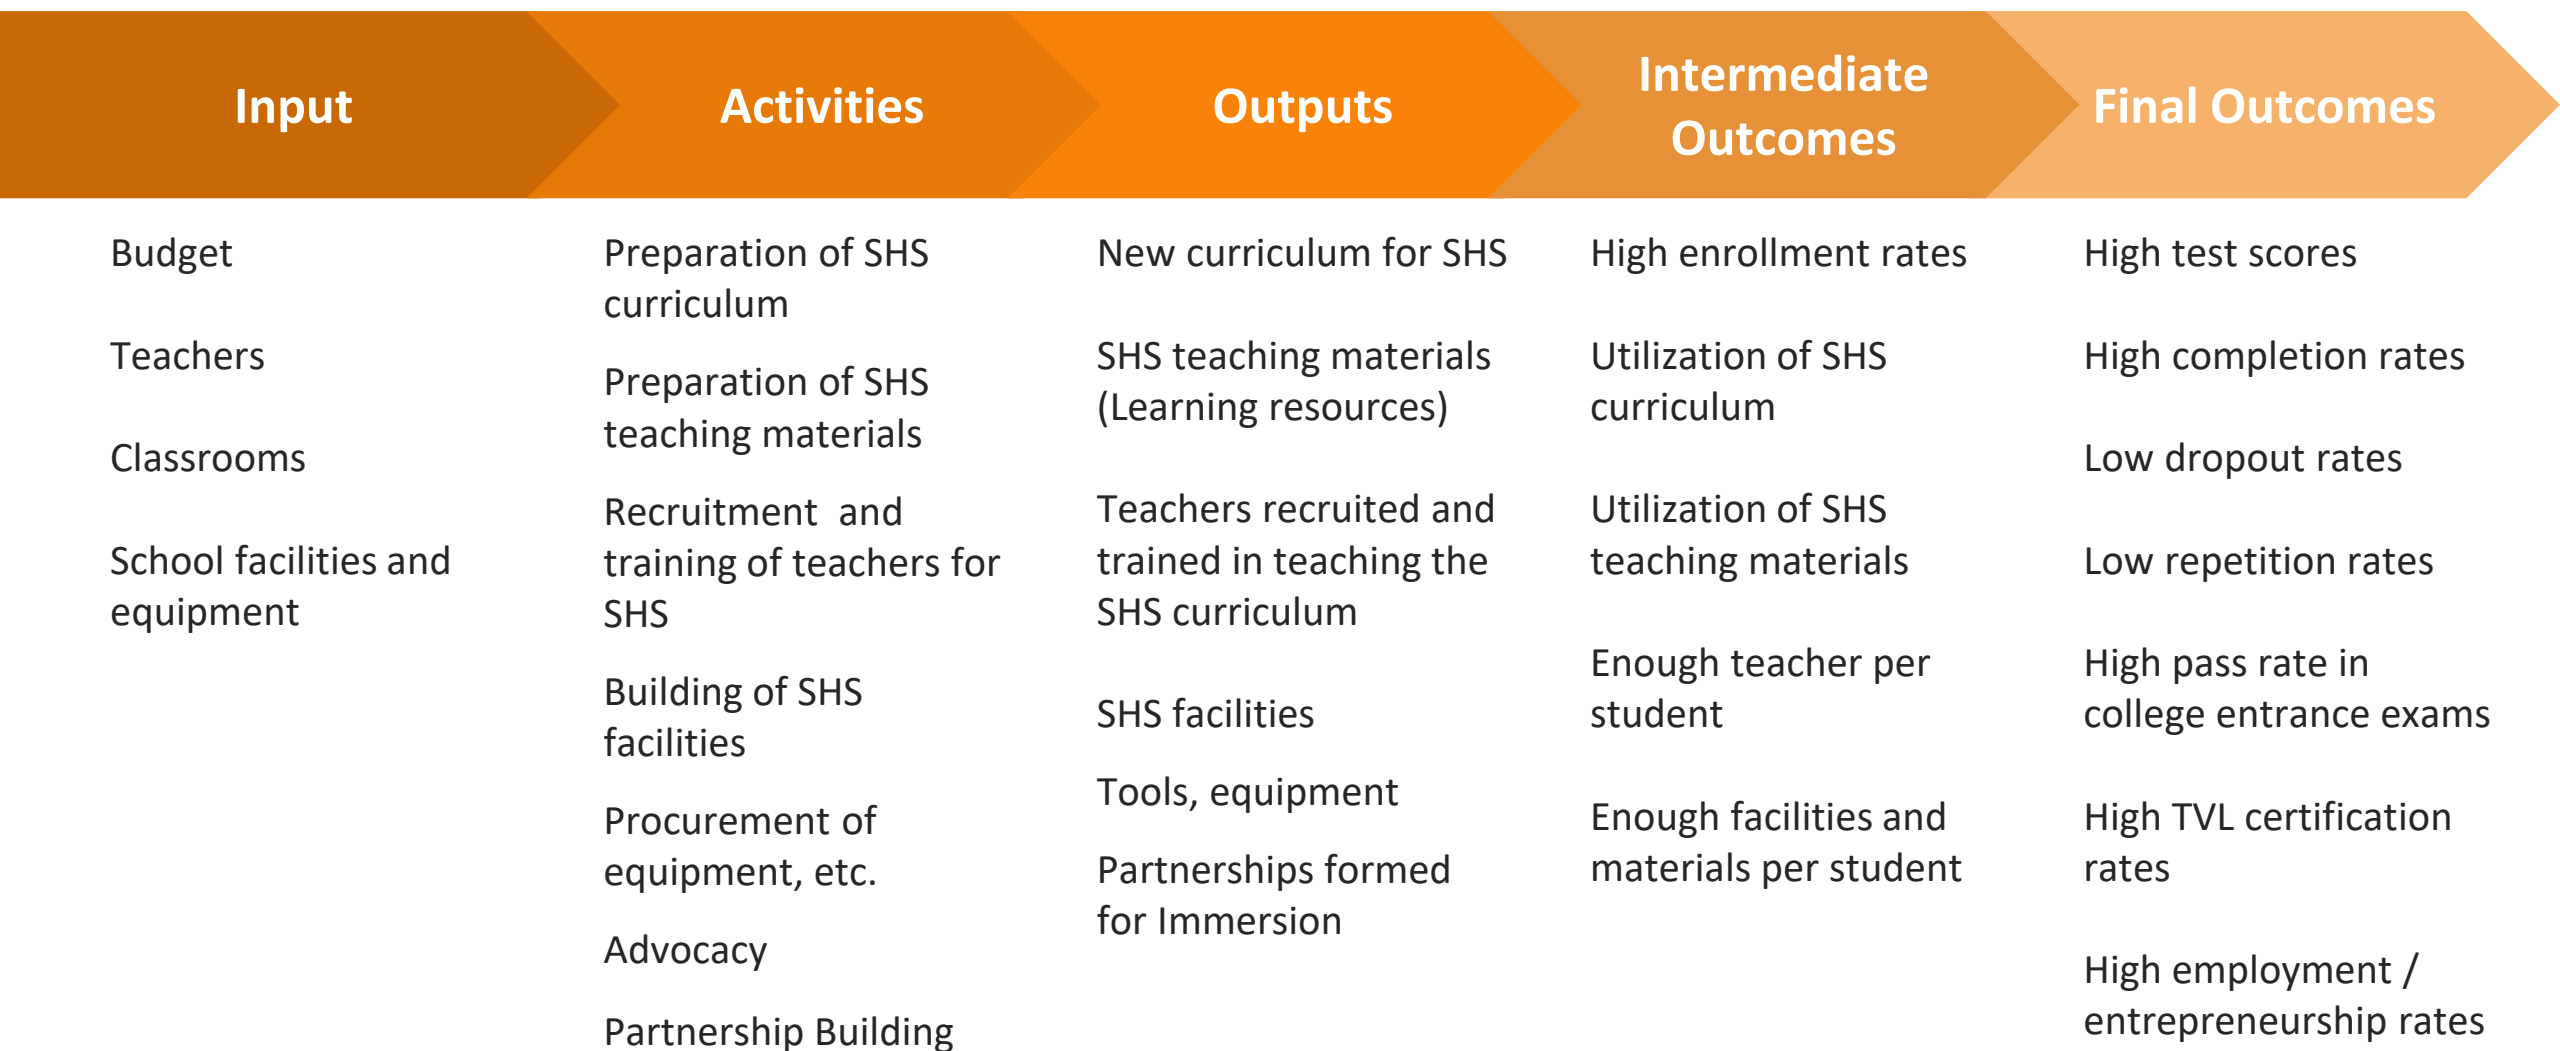 Input
Activities
Outputs
Intermediate
Outcomes
Final Outcomes
Budget
Teachers
Classrooms
School facilities and
equipment
Preparation of SHS
curriculum
Preparation of SHS
teaching materials
Recruitment  and
training of teachers for
SHS
Building of SHS
facilities
Procurement of
equipment, etc.
Advocacy
Partnership Building
New curriculum for SHS
SHS teaching materials
(Learning resources)
Teachers recruited and
trained in teaching the
SHS curriculum
SHS facilities
Tools, equipment
Partnerships formed
for Immersion
High enrollment rates
Utilization of SHS
curriculum
Utilization of SHS
teaching materials
Enough teacher per
student
Enough facilities and
materials per student
High test scores
High completion rates
Low dropout rates
Low repetition rates
High pass rate in
college entrance exams
High TVL certification
rates
High employment /
entrepreneurship rates